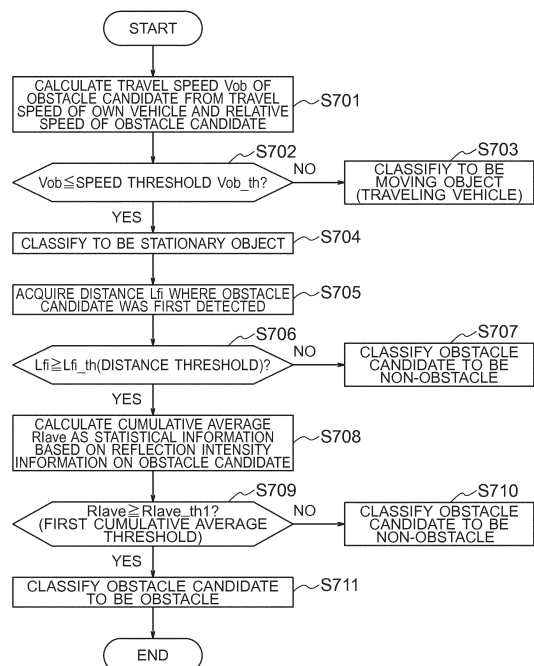 START
CALCULATE TRAVEL SPEED Vob OF
OBSTACLE CANDIDATE FROM TRAVEL
SPEED OF OWN VEHICLE AND RELATIVE
SPEED OF OBSTACLE CANDIDATE
S701
S702
Vob≦SPEED THRESHOLD Vob_th?
NO
S703
CLASSIFIY TO BE
MOVING OBJECT
(TRAVELING VEHICLE)
YES
CLASSIFY TO BE STATIONARY OBJECT
S704
ACQUIRE DISTANCE Lfi WHERE OBSTACLE
CANDIDATE WAS FIRST DETECTED
S705
S706
Lfi≧Lfi_th(DISTANCE THRESHOLD)?
NO
S707
CLASSIFY OBSTACLE
CANDIDATE TO BE
NON-OBSTACLE
YES
CALCULATE CUMULATIVE AVERAGE
RIave AS STATISTICAL INFORMATION
BASED ON REFLECTION INTENSITY
INFORMATION ON OBSTACLE CANDIDATE
S708
S709
RIave≧RIave_th1?
(FIRST CUMULATIVE AVERAGE
THRESHOLD)
NO
S710
CLASSIFY OBSTACLE
CANDIDATE TO BE
NON-OBSTACLE
YES
CLASSIFY OBSTACLE CANDIDATE
TO BE OBSTACLE
S711
END